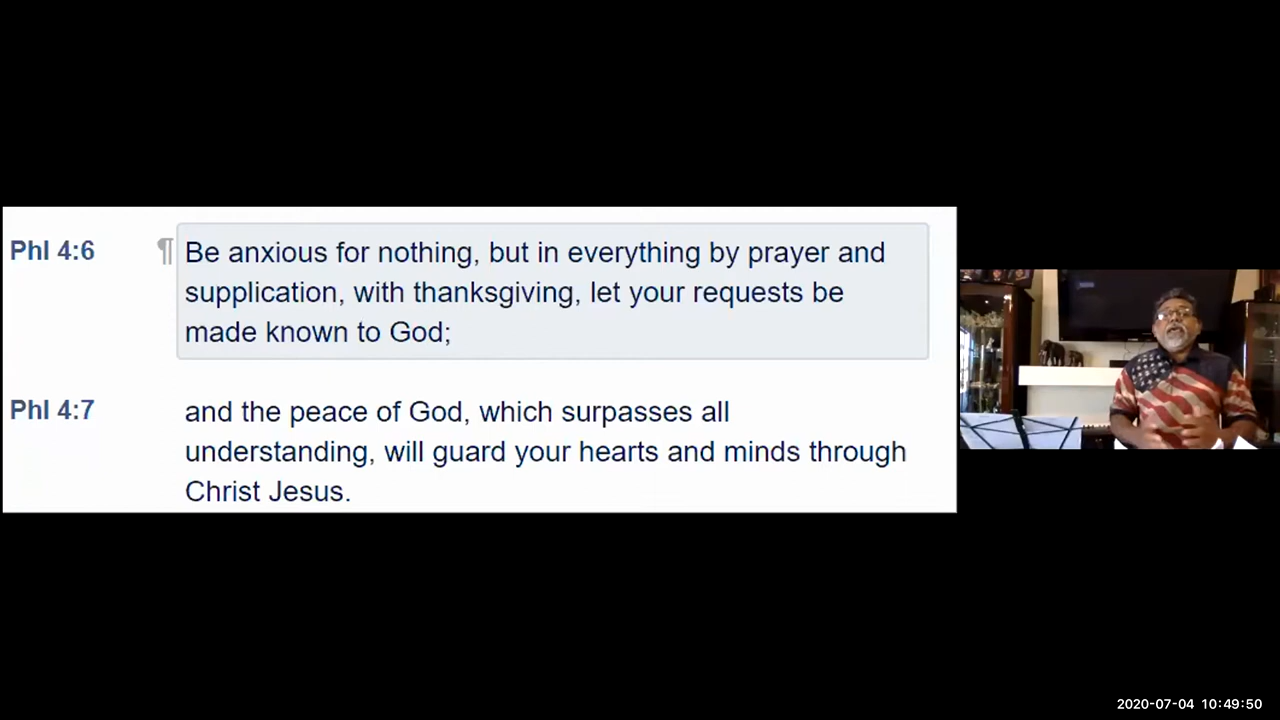 Phl 4:6 ¶ Be anxious for nothing, but in everything by prayer and
supplication, with thanksgiving, let your requests be
made known to God;
Phl 4:7 and the peace of God, which surpasses all
understanding, will guard your hearts and minds through
Christ Jesus.
2020-07-04 10:49:50